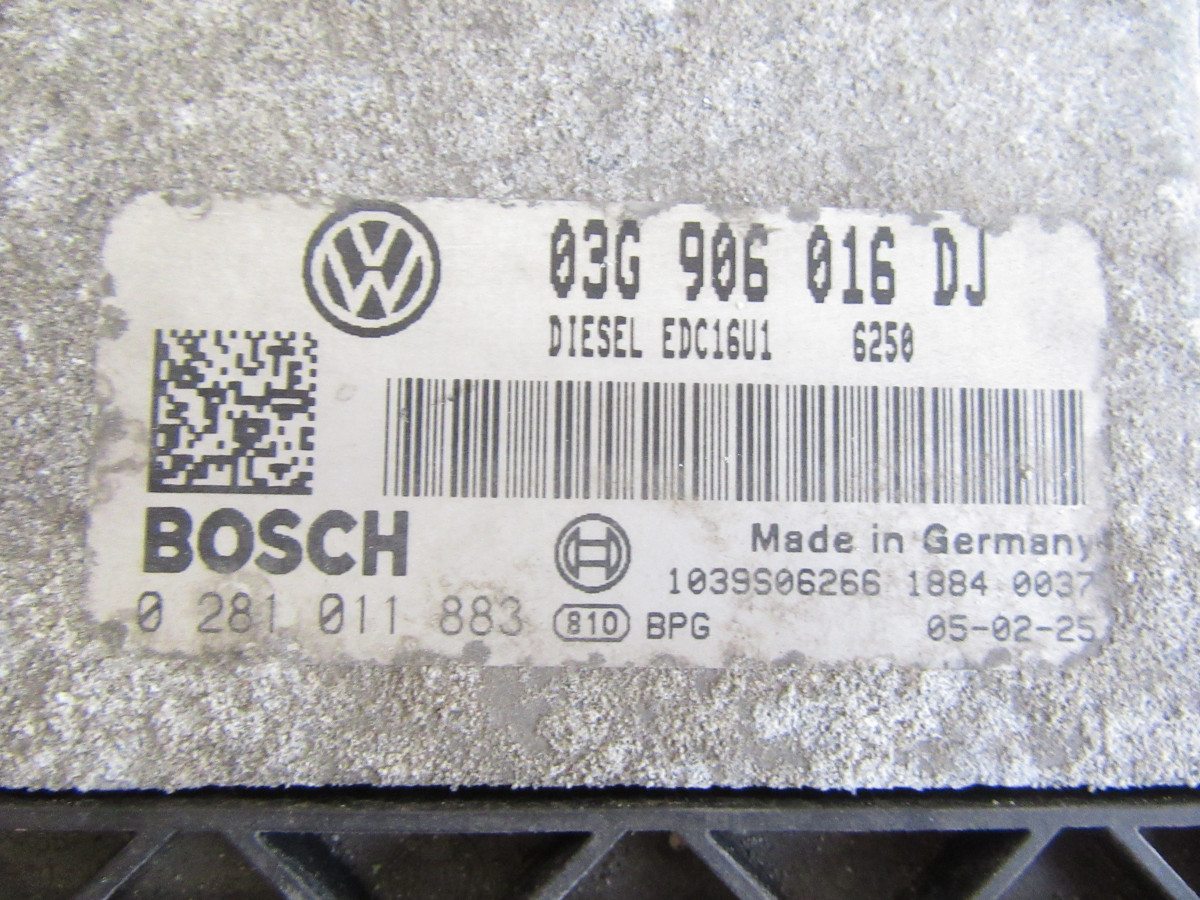 03G 906 016 DJ
DIESEL EDC16U1 6250
BOSCH
Made in Germany
1039S06266 1884 0037
0 281 011 883 810 BPG 05-02-25